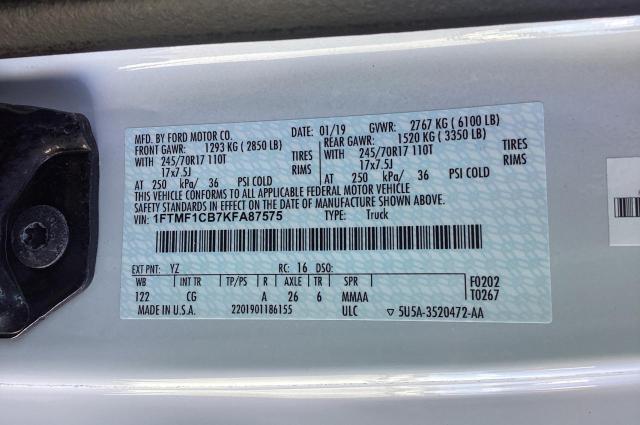 MFD. BY FORD MOTOR CO. DATE: 01/19 GVWR: 2767 KG ( 6100 LB)
FRONT GAWR: 1293 KG ( 2850 LB) REAR GAWR: 1520 KG ( 3350 LB)
WITH 245/70R17 110T TIRES WITH 245/70R17 110T TIRES
17x7.5J RIMS 17x7.5J RIMS
AT 250 kPa/ 36 PSI COLD AT 250 kPa/ 36 PSI COLD
THIS VEHICLE CONFORMS TO ALL APPLICABLE FEDERAL MOTOR VEHICLE
SAFTEY STANDARDS IN EFFECT ON THE DATE OF MANUFACTURE SHOWN ABOVE.
VIN: 1FTMF1CB7KFA87575 TYPE: Truck
EXT PNT: YZ RC: 16 DSO:
WB INT TR TP/PS R AXLE TR SPR F0202
122 CG A 26 6 MMAA T0267
MADE IN U.S.A. 2201901186155 ULC ▽ 5U5A-3520472-AA